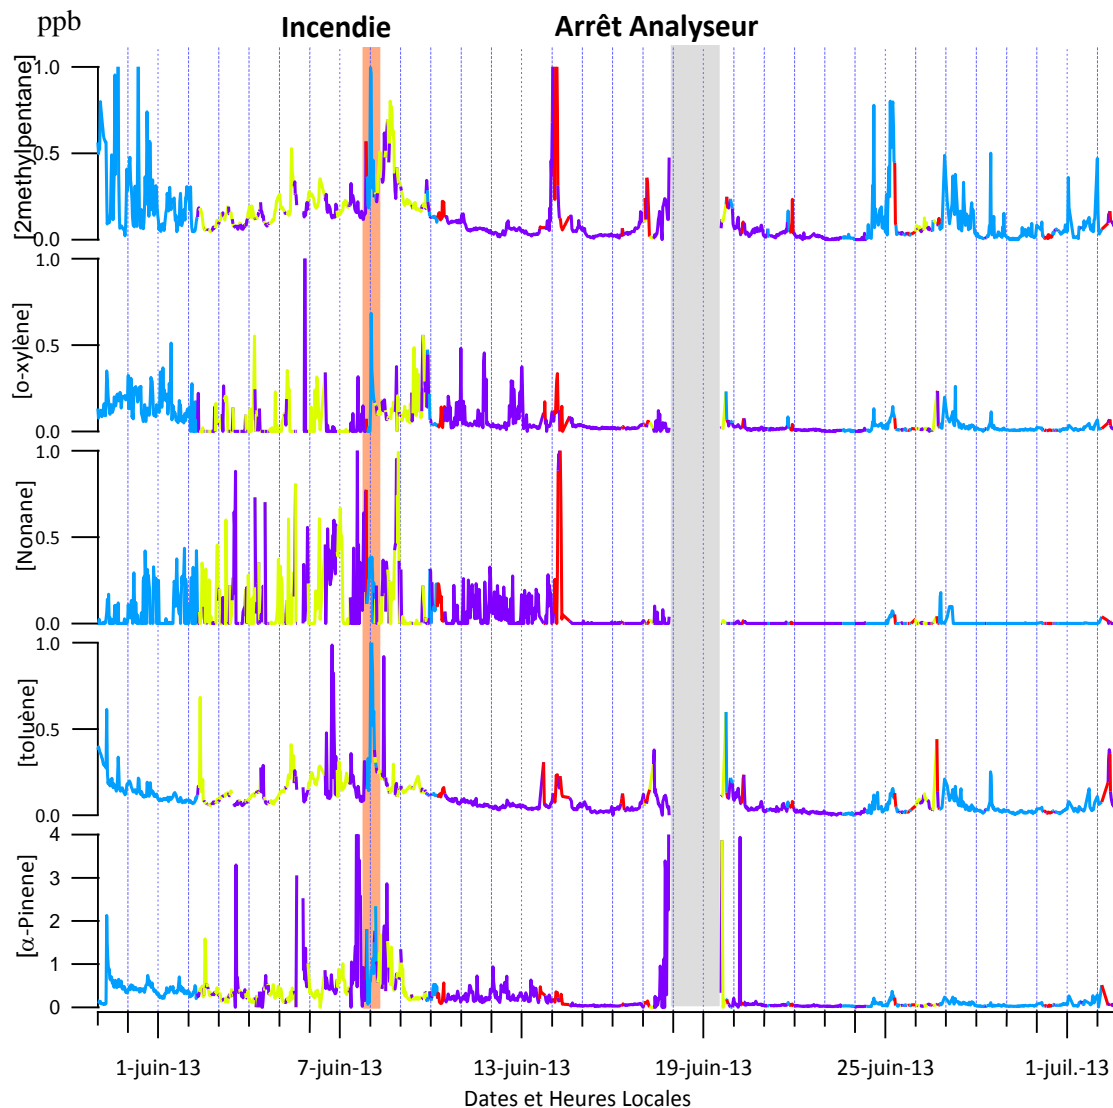 ppb
Incendie
Arrêt Analyseur
[2methylpentane]
1.0
0.5
0.0
[o-xylène]
1.0
0.5
0.0
[Nonane]
1.0
0.5
0.0
[toluène]
1.0
0.5
0.0
[α-Pinene]
4
3
2
1
0
1-juin-13
7-juin-13
13-juin-13
19-juin-13
25-juin-13
1-juil.-13
Dates et Heures Locales